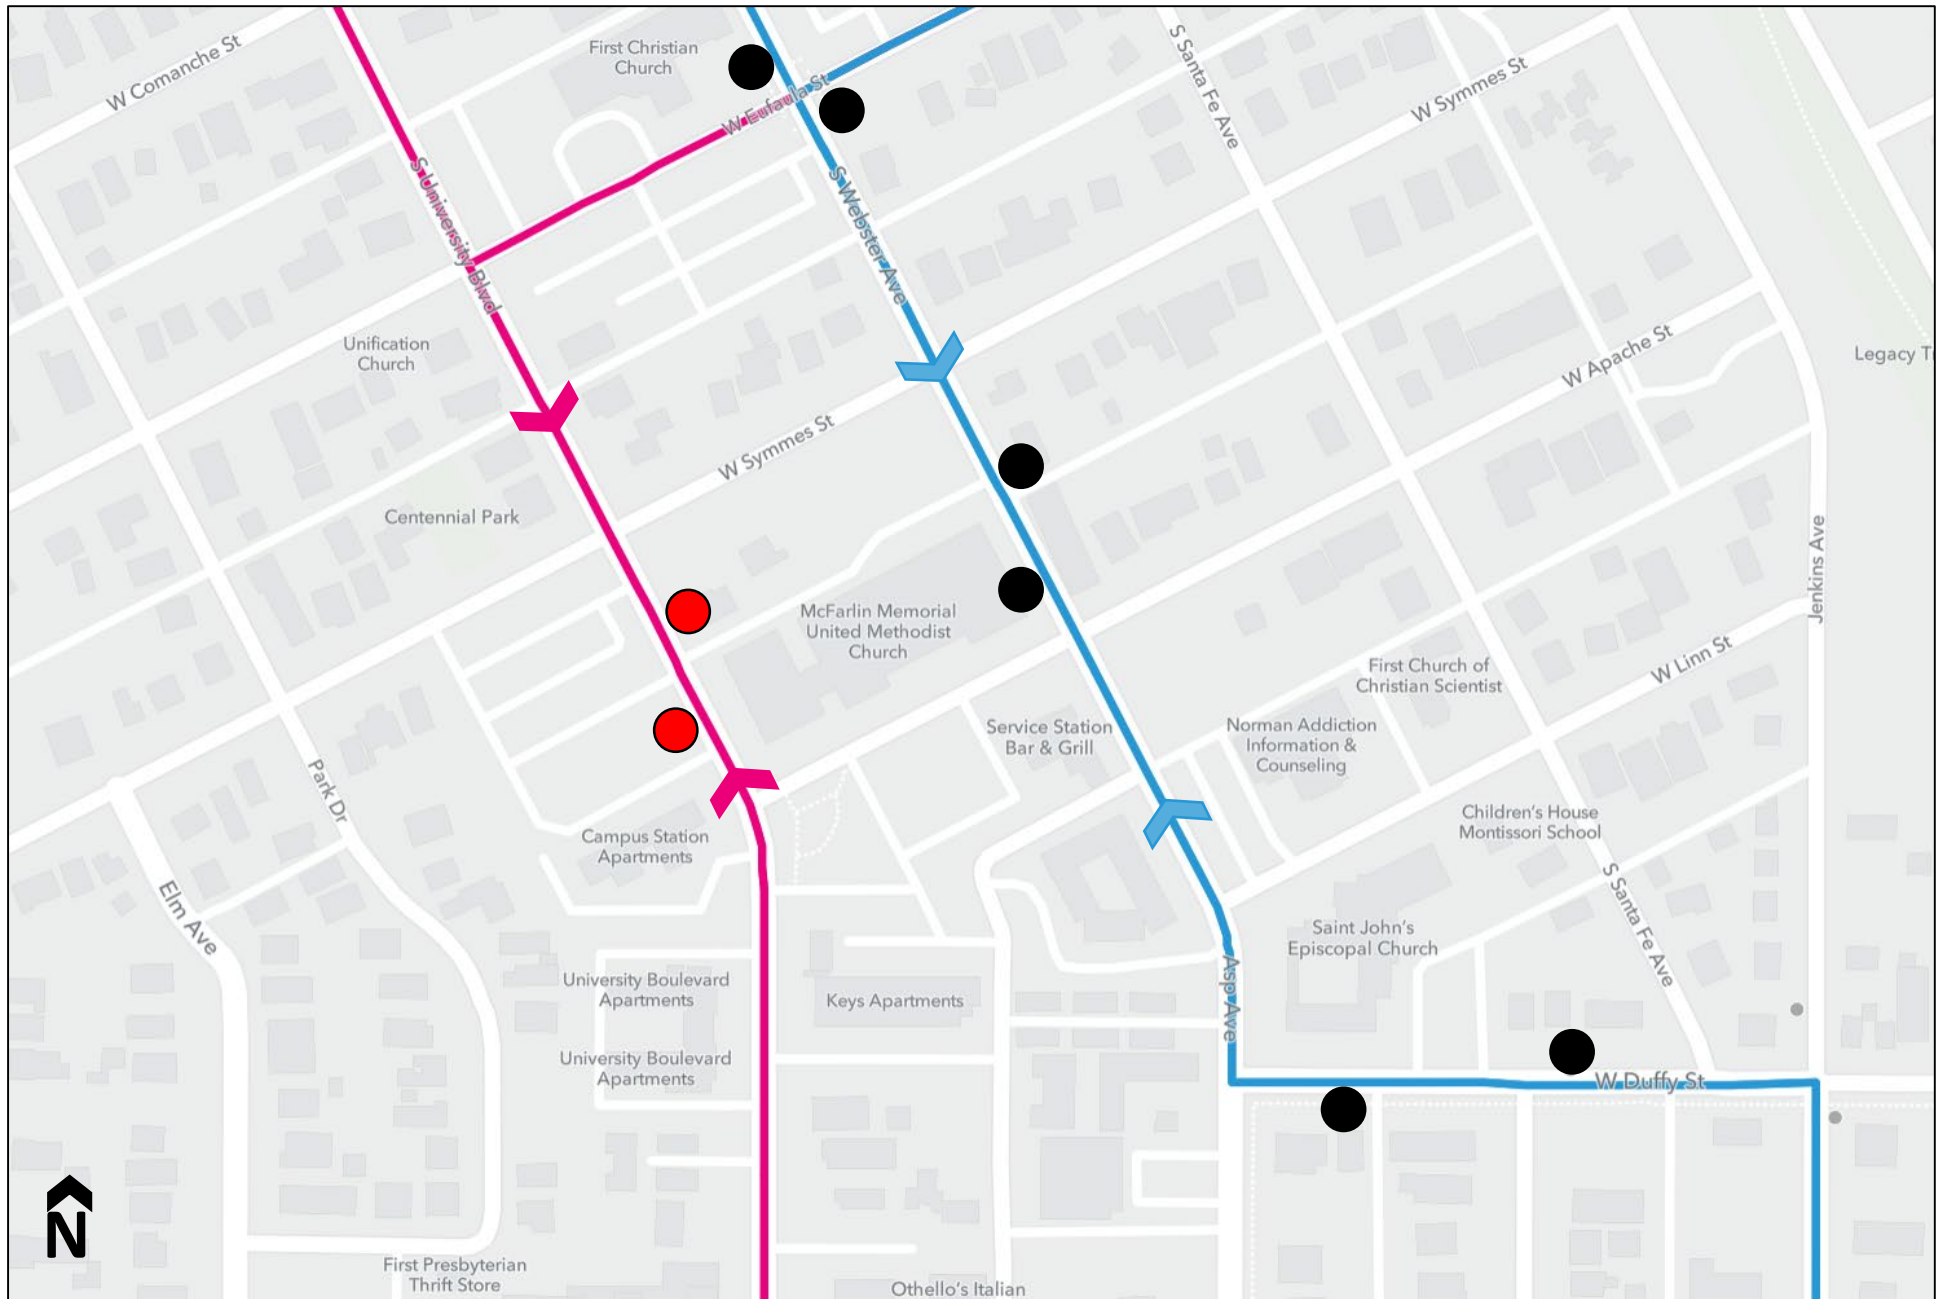 W Comanche St
First Christian
Church
W Eufaula St
S Santa Fe Ave
W Symmes St
S University Blvd
S Webster Ave
Unification
Church
W Apache St
Centennial Park
W Symmes St
McFarlin Memorial
United Methodist
Church
Jenkins Ave
First Church of
Christian Scientist
W Linn St
Service Station
Bar & Grill
Norman Addiction
Information &
Counseling
Park Dr
Campus Station
Apartments
Children's House
Montissori School
Elm Ave
S Santa Fe Ave
Saint John's
Episcopal Church
Asp Ave
University Boulevard
Apartments
Keys Apartments
University Boulevard
Apartments
W Duffy St
N
First Presbyterian
Thrift Store
Othello's Italian
Legacy T